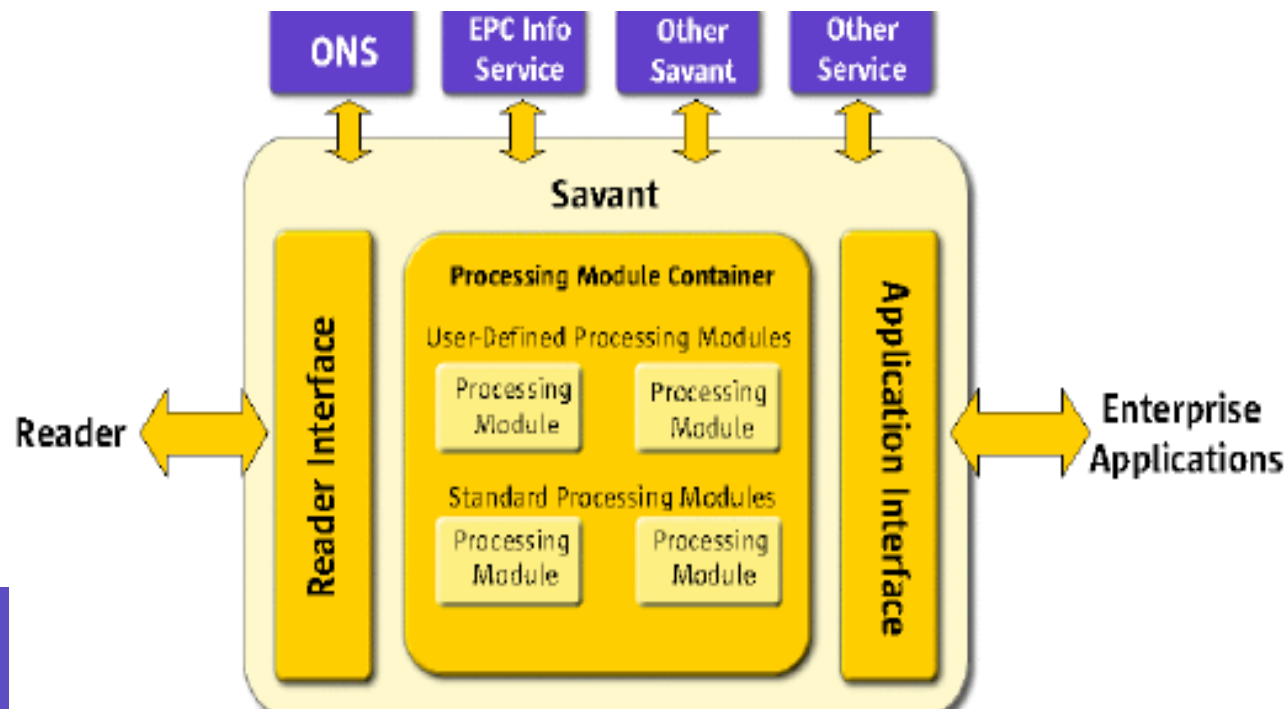 ONS
EPC Info
Service
Other
Savant
Other
Service
Savant
Reader
Reader Interface
Processing Module Container
User-Defined Processing Modules
Processing
Module
Processing
Module
Standard Processing Modules
Processing
Module
Processing
Module
Application Interface
Enterprise
Applications